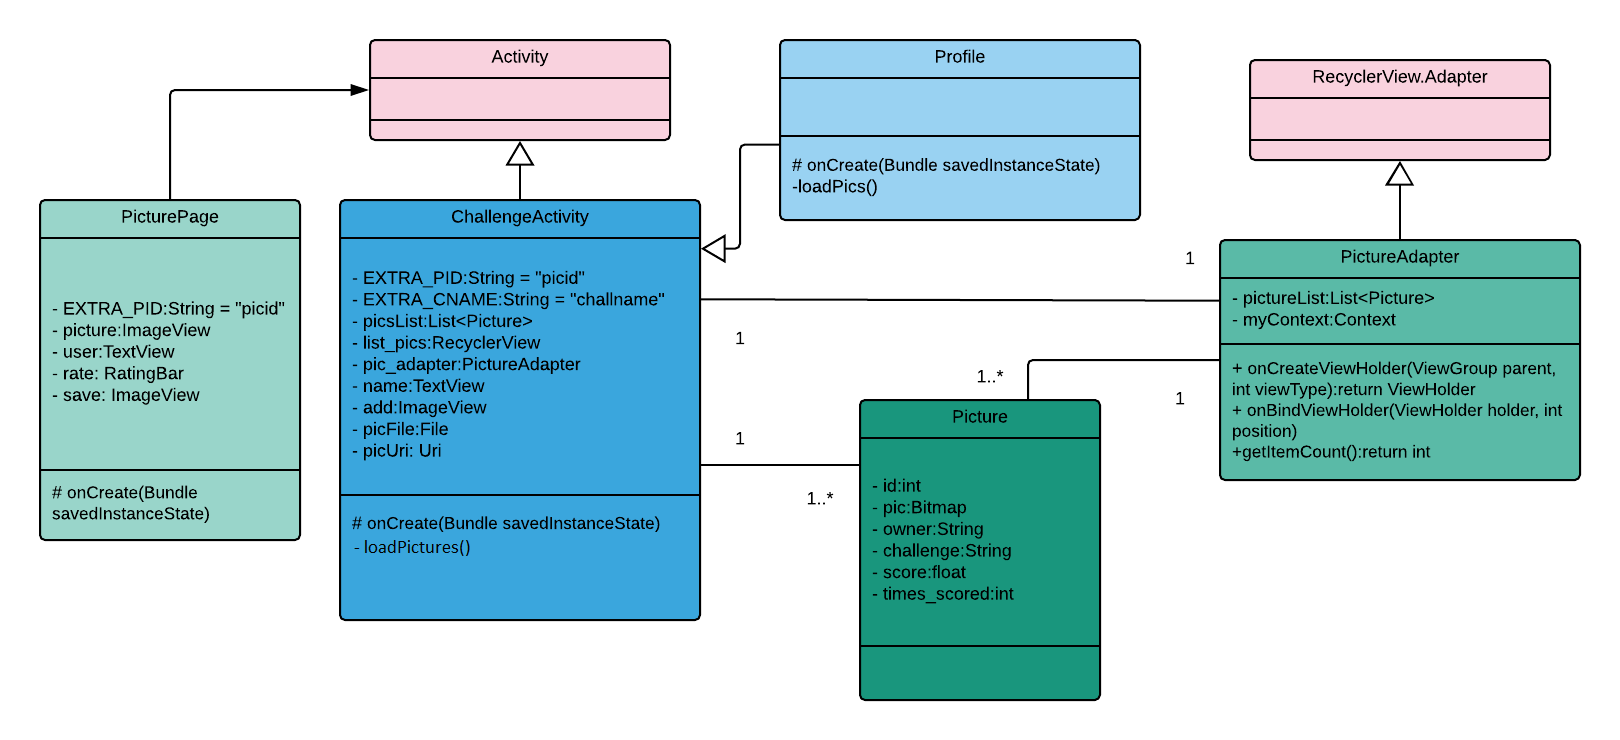 Activity
Profile
# onCreate(Bundle savedInstanceState)
-loadPics()
RecyclerView.Adapter
PicturePage
- EXTRA_PID:String = "picid"
- picture:ImageView
- user:TextView
- rate: RatingBar
- save: ImageView
# onCreate(Bundle
savedInstanceState)
ChallengeActivity
- EXTRA_PID:String = "picid"
- EXTRA_CNAME:String = "challname"
- picsList:List<Picture>
- list_pics:RecyclerView
- pic_adapter:PictureAdapter
- name:TextView
- add:ImageView
- picFile:File
- picUri: Uri
# onCreate(Bundle savedInstanceState)
- loadPictures()
1
1
1
1..*
1..*
1
Picture
- id:int
- pic:Bitmap
- owner:String
- challenge:String
- score:float
- times_scored:int
PictureAdapter
- pictureList:List<Picture>
- myContext:Context
+ onCreateViewHolder(ViewGroup parent,
int viewType):return ViewHolder
+ onBindViewHolder(ViewHolder holder, int
position)
+getItemCount():return int